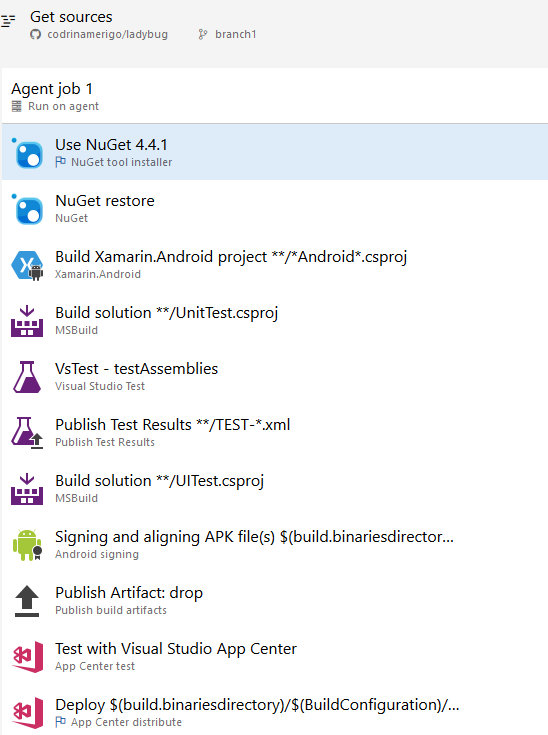 Get sources
codrinamerigo/ladybug branch1
Agent job 1
Run on agent
Use NuGet 4.4.1
NuGet tool installer
NuGet restore
NuGet
Build Xamarin.Android project **/*Android*.csproj
Xamarin.Android
Build solution **/UnitTest.csproj
MSBuild
VsTest - testAssemblies
Visual Studio Test
Publish Test Results **/TEST-*.xml
Publish Test Results
Build solution **/UITest.csproj
MSBuild
Signing and aligning APK file(s) $(build.binariesdirector...
Android signing
Publish Artifact: drop
Publish build artifacts
Test with Visual Studio App Center
App Center test
Deploy $(build.binariesdirectory)/$(BuildConfiguration)/...
App Center distribute